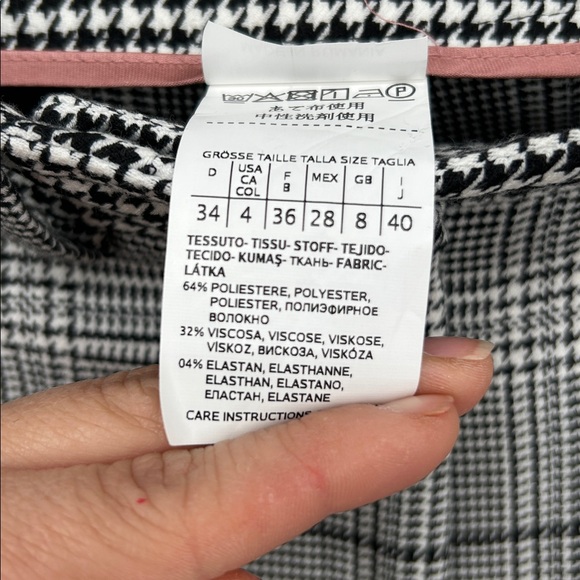 あて布使用
中性洗剤使用
GRÖSSE TAILLE TALLA SIZE TAGLIA
D USA CA COL F B MEX GB I J
34 4 36 28 8 40
TESSUTO- TISSU- STOFF- TEJIDO-
TECIDO- KUMAŞ- ТКАНЬ- FABRIC-
LÁTKA
64% POLIESTERE, POLYESTER,
POLIESTER, ПОЛИЭФИРНОЕ
ВОЛОКНО
32% VISCOSA, VISCOSE, VISKOSE,
VİSKOZ, ВИСКОЗА, VISKÓZA
04% ELASTAN, ELASTHANNE,
ELASTHAN, ELASTANO,
ЕЛАСТАН, ELASTANE
CARE INSTRUCTIONS